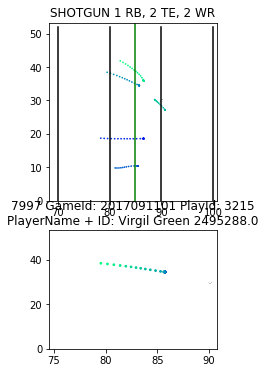 SHOTGUN 1 RB, 2 TE, 2 WR
50
40
30
20
10
0
70 80 90 100
7997 GameId: 2017091101 PlayId: 3215
PlayerName + ID: Virgil Green 2495288.0
40
20
0
75 80 85 90